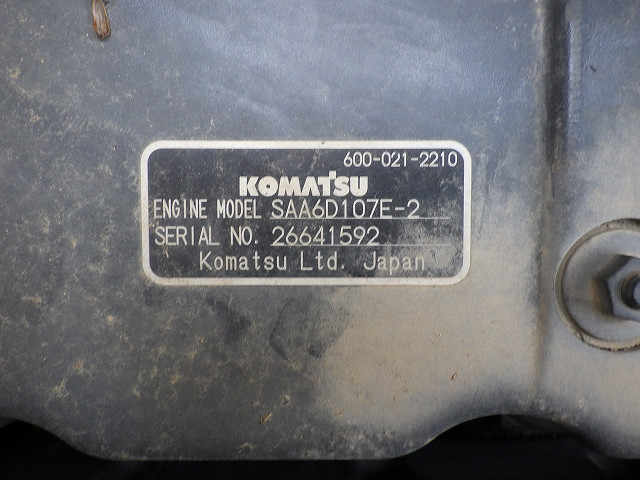 600-021-2210
KOMATSU
ENGINE MODEL SAA6D107E-2
SERIAL NO. 26641592
Komatsu Ltd. Japan